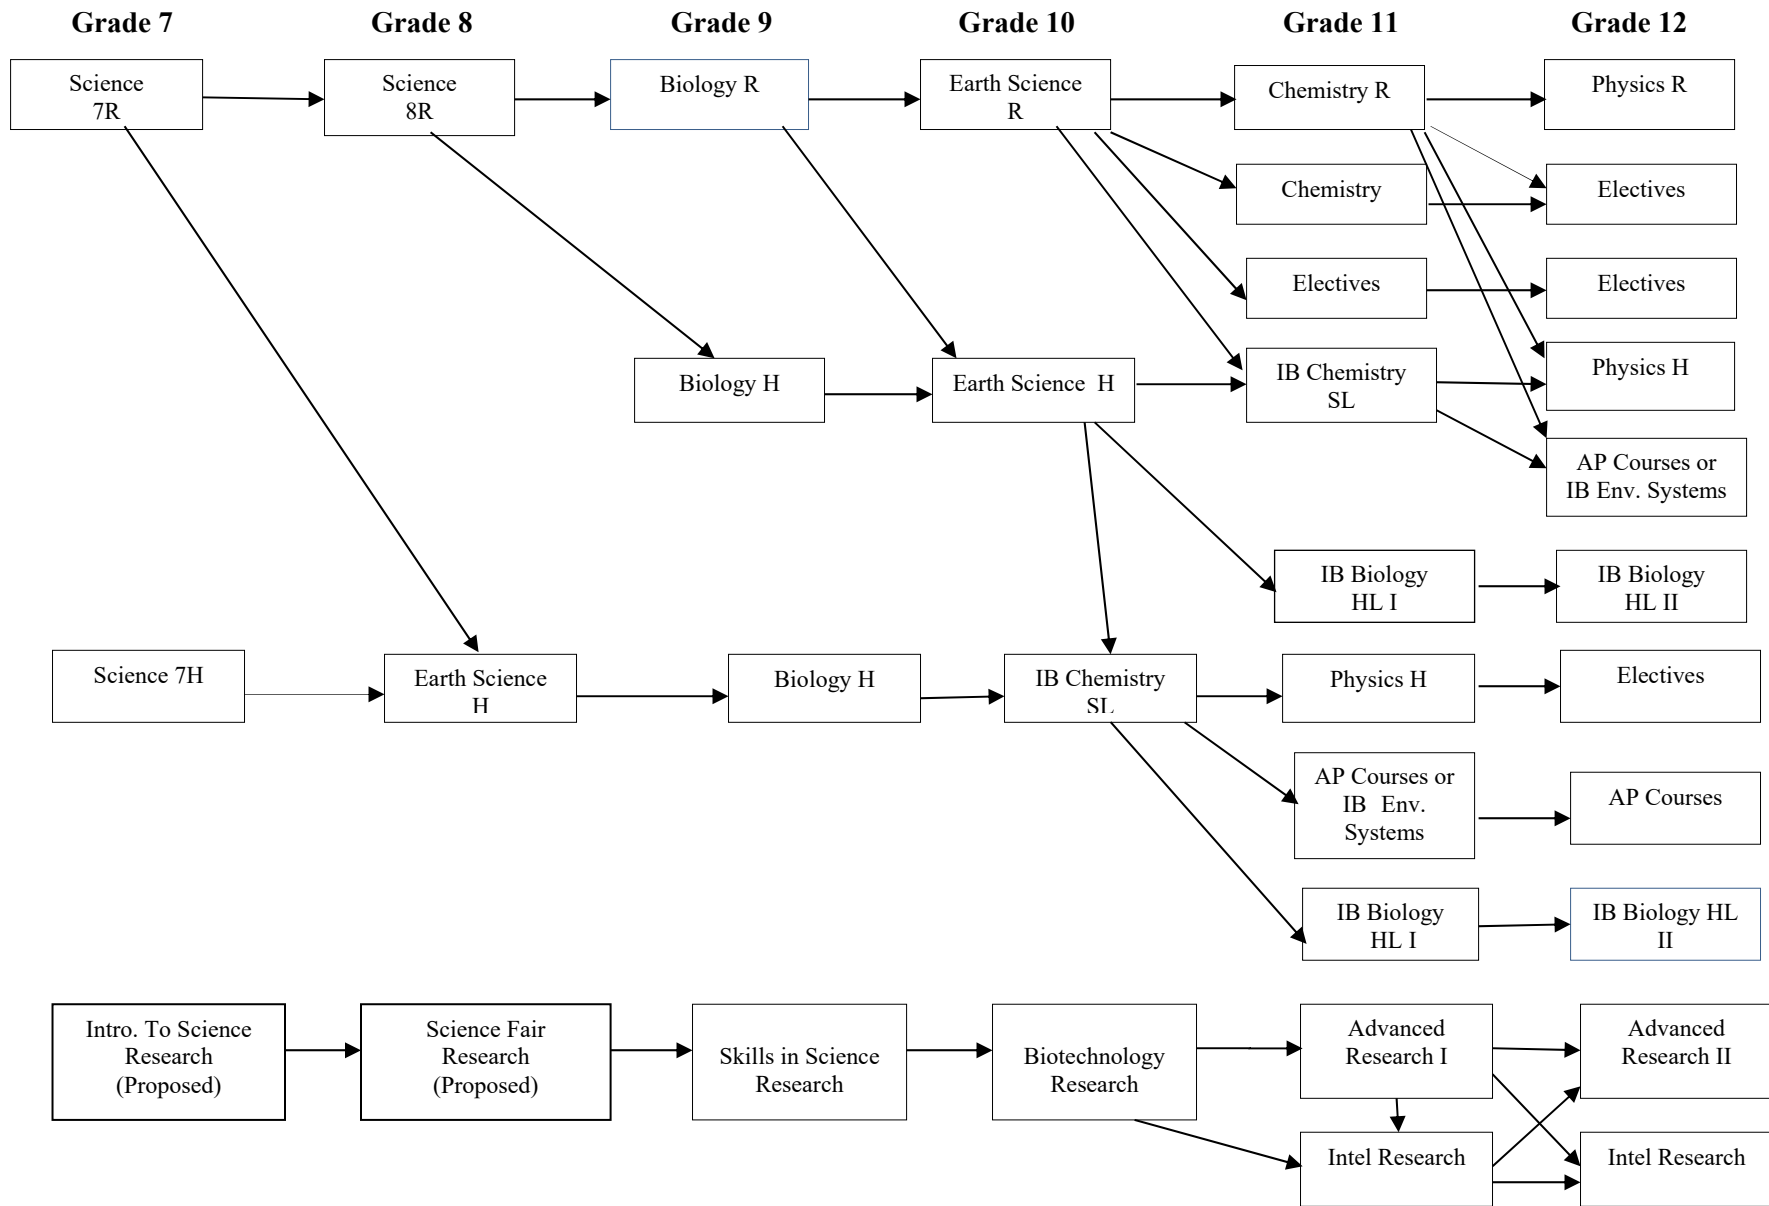 Grade 7 Grade 8 Grade 9 Grade 10 Grade 11 Grade 12
Science
7R
Science
8R
Biology R
Earth Science
R
Chemistry R
Physics R
Chemistry
Electives
Electives
Electives
Biology H
Earth Science H
IB Chemistry
SL
Physics H
AP Courses or
IB Env. Systems
IB Biology
HL I
IB Biology
HL II
Science 7H
Earth Science
H
Biology H
IB Chemistry
SL
Physics H
Electives
AP Courses or
IB Env.
Systems
AP Courses
IB Biology
HL I
IB Biology HL
II
Intro. To Science
Research
(Proposed)
Science Fair
Research
(Proposed)
Skills in Science
Research
Biotechnology
Research
Advanced
Research I
Advanced
Research II
Intel Research
Intel Research